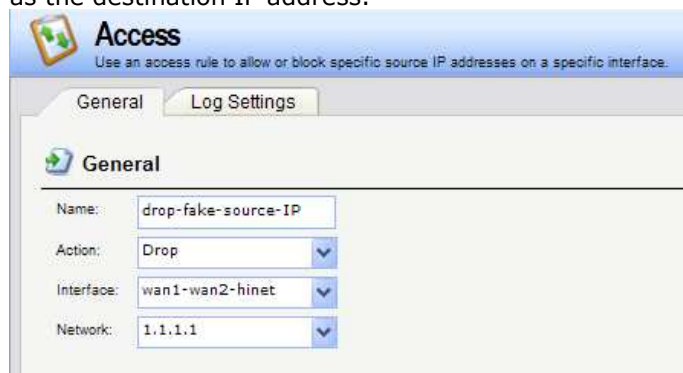 as the destination IP address.
Access
Use an access rule to allow or block specific source IP addresses on a specific interface.
General Log Settings
General
Name: drop-fake-source-IP
Action: Drop
Interface: wan1-wan2-hinet
Network: 1.1.1.1